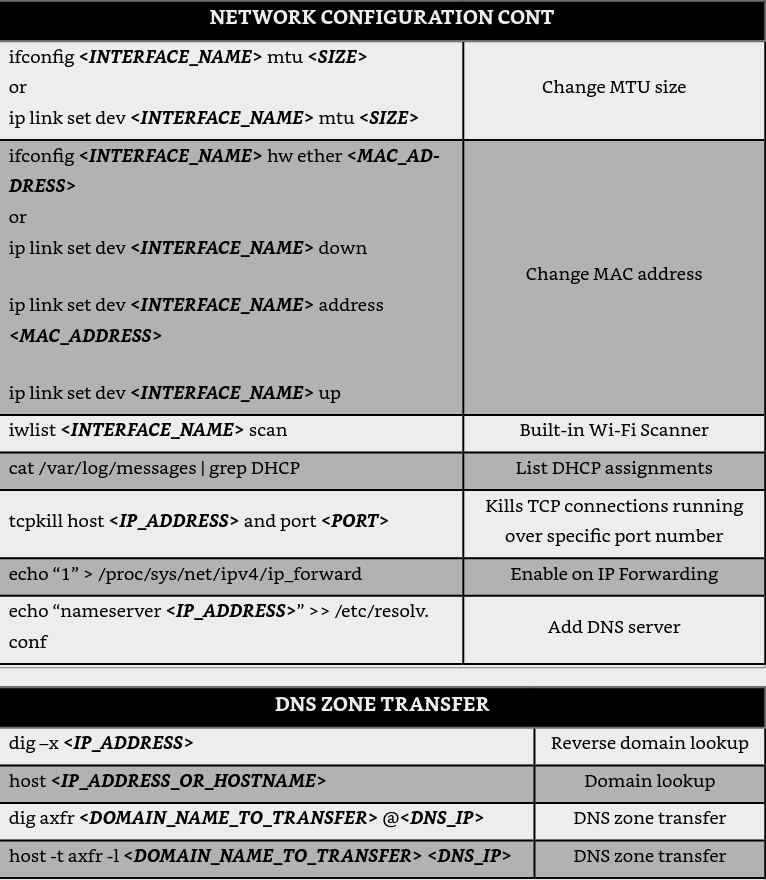 NETWORK CONFIGURATION CONT
ifconfig <INTERFACE_NAME> mtu <SIZE>
or
ip link set dev <INTERFACE_NAME> mtu <SIZE>
Change MTU size
ifconfig <INTERFACE_NAME> hw ether <MAC_AD-
DRESS>
or
ip link set dev <INTERFACE_NAME> down
ip link set dev <INTERFACE_NAME> address
<MAC_ADDRESS>
ip link set dev <INTERFACE_NAME> up
Change MAC address
iwlist <INTERFACE_NAME> scan
Built-in Wi-Fi Scanner
cat /var/log/messages | grep DHCP
List DHCP assignments
tcpkill host <IP_ADDRESS> and port <PORT>
Kills TCP connections running
over specific port number
echo “1” > /proc/sys/net/ipv4/ip_forward
Enable on IP Forwarding
echo “nameserver <IP_ADDRESS>” >> /etc/resolv.
conf
Add DNS server
DNS ZONE TRANSFER
dig –x <IP_ADDRESS>
Reverse domain lookup
host <IP_ADDRESS_OR_HOSTNAME>
Domain lookup
dig axfr <DOMAIN_NAME_TO_TRANSFER> @<DNS_IP>
DNS zone transfer
host -t axfr -l <DOMAIN_NAME_TO_TRANSFER> <DNS_IP>
DNS zone transfer